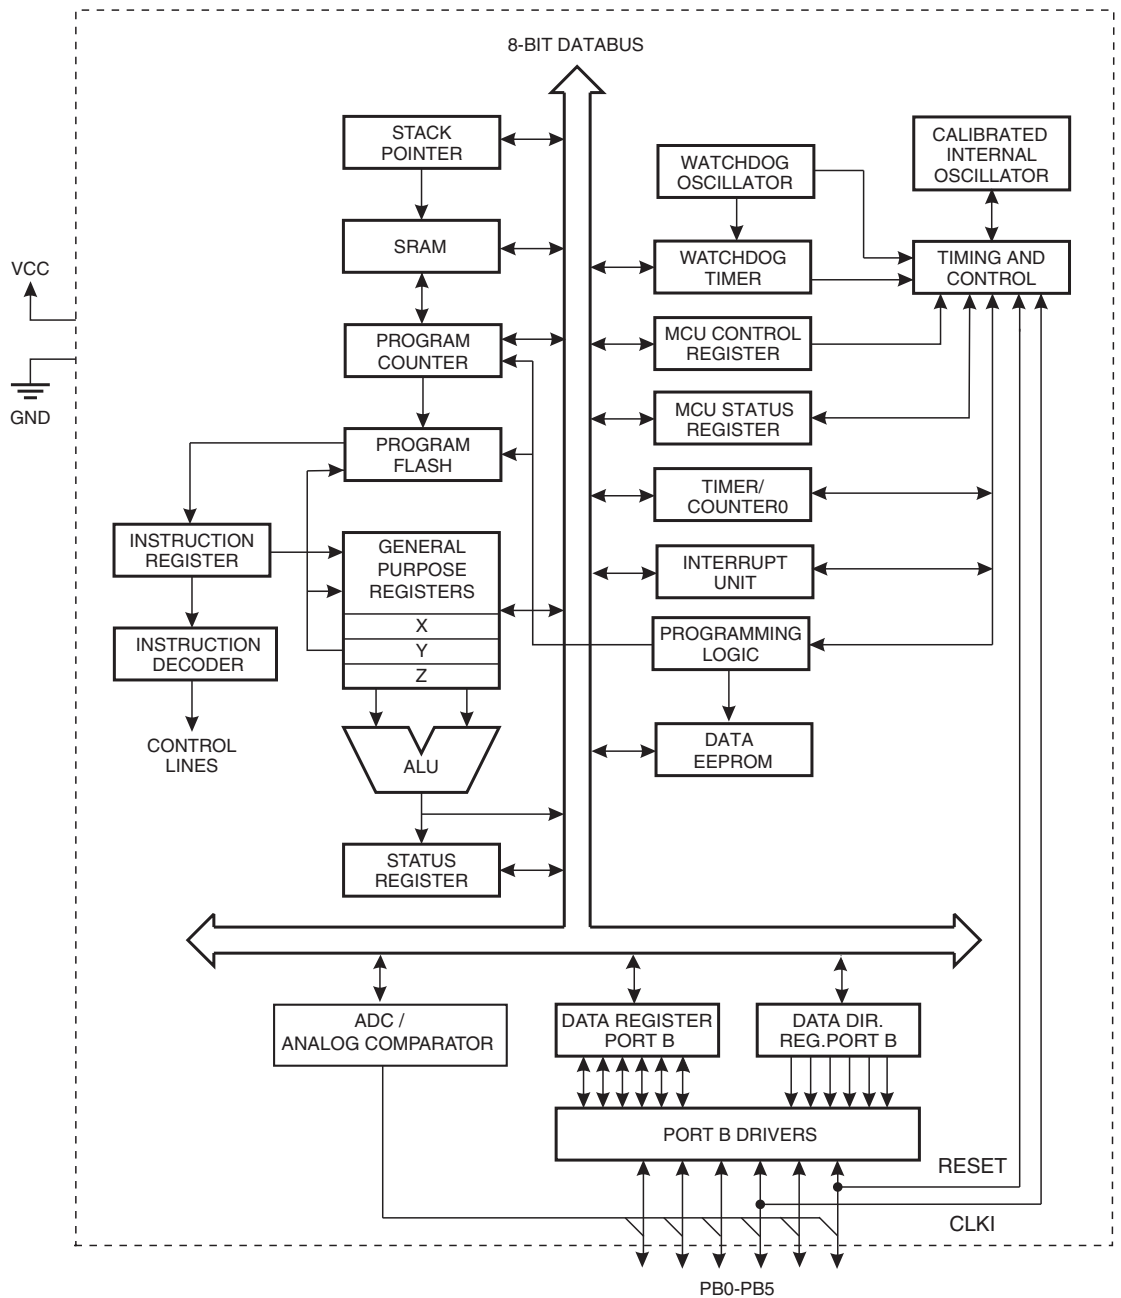 8-BIT DATABUS
STACK
POINTER
SRAM
PROGRAM
COUNTER
PROGRAM
FLASH
VCC
GND
INSTRUCTION
REGISTER
INSTRUCTION
DECODER
CONTROL
LINES
GENERAL
PURPOSE
REGISTERS
X
Y
Z
ALU
STATUS
REGISTER
WATCHDOG
OSCILLATOR
WATCHDOG
TIMER
MCU CONTROL
REGISTER
MCU STATUS
REGISTER
TIMER/
COUNTER0
INTERRUPT
UNIT
PROGRAMMING
LOGIC
DATA
EEPROM
CALIBRATED
INTERNAL
OSCILLATOR
TIMING AND
CONTROL
ADC /
ANALOG COMPARATOR
DATA REGISTER
PORT B
DATA DIR.
REG.PORT B
PORT B DRIVERS
RESET
CLKI
PB0-PB5